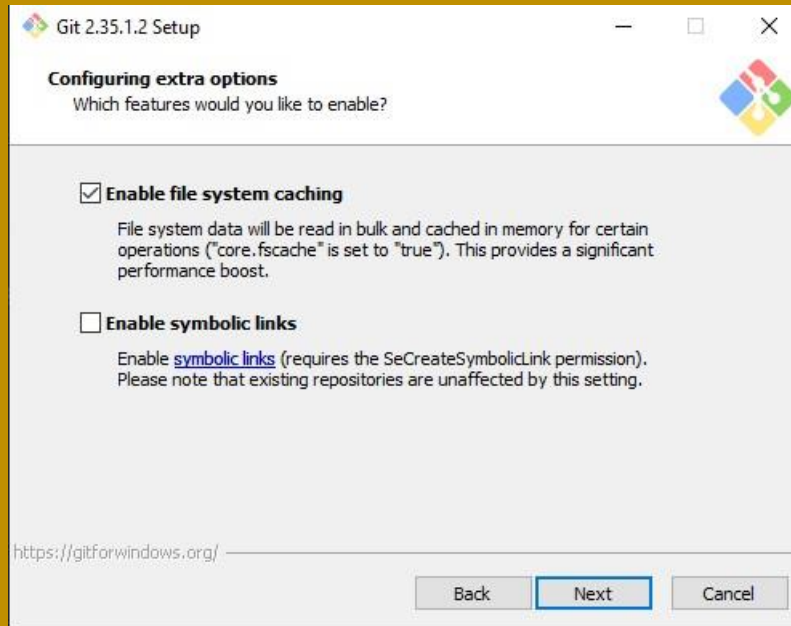 Git 2.35.1.2 Setup
Configuring extra options
Which features would you like to enable?
Enable file system caching
File system data will be read in bulk and cached in memory for certain
operations ("core.fscache" is set to "true"). This provides a significant
performance boost.
Enable symbolic links
Enable symbolic links (requires the SeCreateSymbolicLink permission).
Please note that existing repositories are unaffected by this setting.
https://gitforwindows.org/
Back Next Cancel